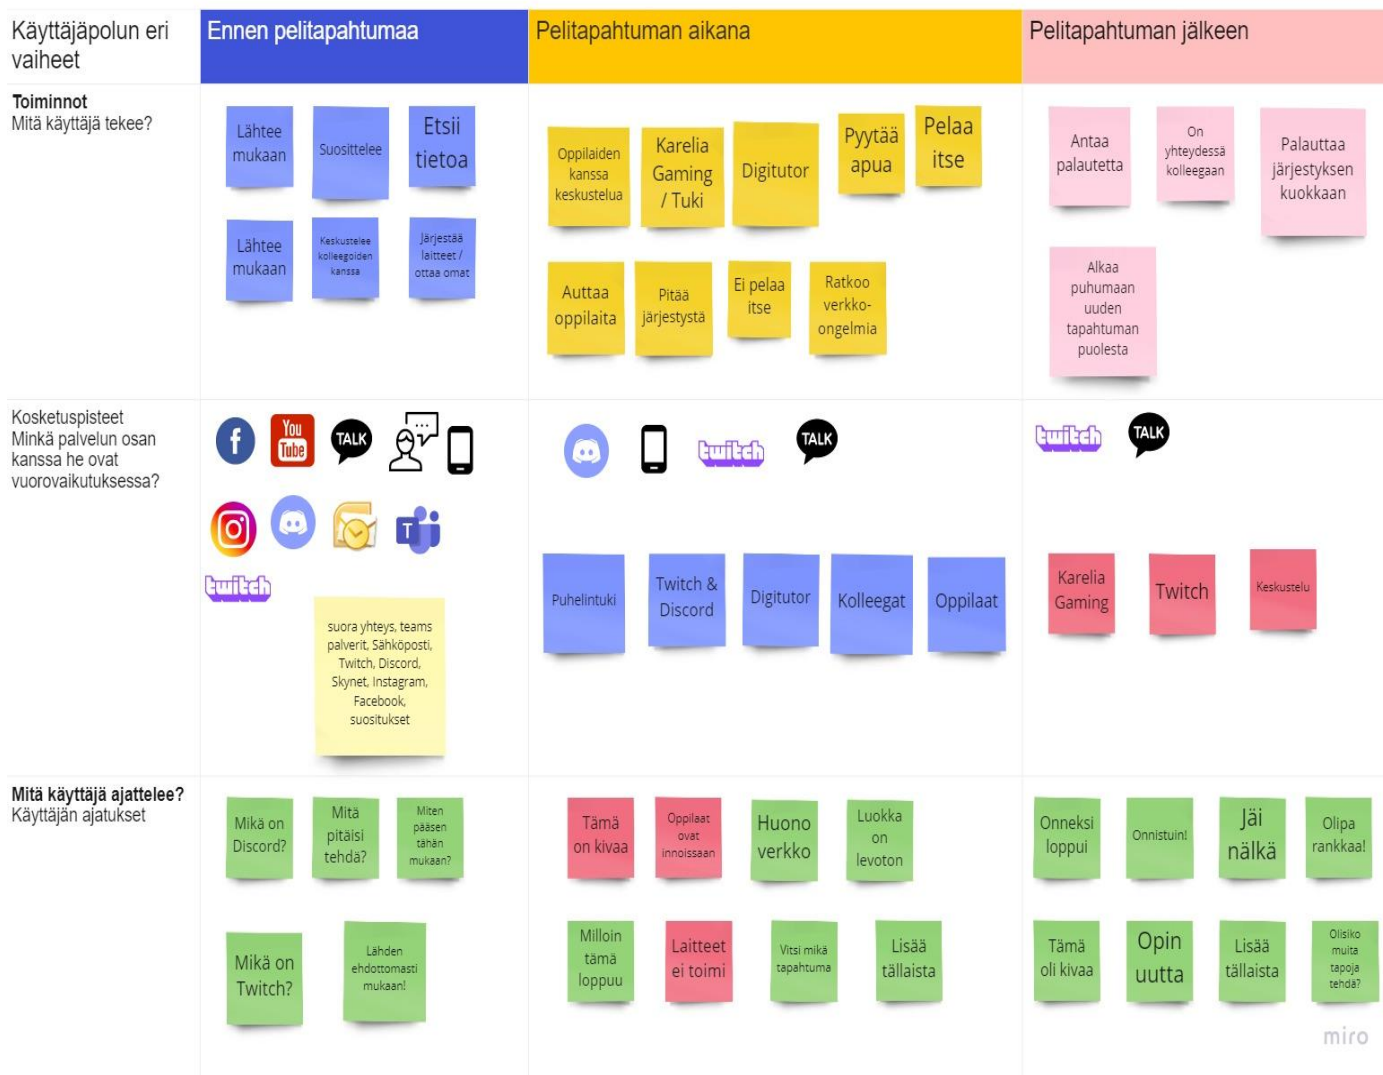 Käyttäjäpolun eri
vaiheet
Ennen pelitapahtumaa
Pelitapahtuman aikana
Pelitapahtuman jälkeen
Toiminnot
Mitä käyttäjä tekee?
Lähtee
mukaan
Suosittelee
Etsii
tietoa
Lähtee
mukaan
Keskustelee
kolleegoiden
kanssa
Järjestää
laitteet /
ottaa omat
Oppilaiden
kanssa
keskustelua
Karelia
Gaming
/ Tuki
Digitutor
Pyytää
apua
Pelaa
itse
Auttaa
oppilaita
Pitää
järjestystä
Ei pelaa
itse
Ratkoo
verkko-
ongelmia
Antaa
palautetta
On
yhteydessä
kolleegaan
Palauttaa
järjestyksen
kuokkaan
Alkaa
puhumaan
uuden
tapahtuman
puolesta
Kosketuspisteet
Minkä palvelun osan
kanssa he ovat
vuorovaikutuksessa?
f
You
Tube
TALK
T
twitch
suora yhteys, teams
palverit, Sähköposti,
Twitch, Discord,
Skynet, Instagram,
Facebook,
suositukset
twitch
TALK
Puhelintuki
Twitch &
Discord
Digitutor
Kolleegat
Oppilaat
twitch
TALK
Karelia
Gaming
Twitch
Keskustelu
Mitä käyttäjä ajattelee?
Käyttäjän ajatukset
Mikä on
Discord?
Mitä
pitäisi
tehdä?
Miten
pääsen
tähän
mukaan?
Mikä on
Twitch?
Lähden
ehdottomasti
mukaan!
Tämä
on kivaa
Oppilaat
ovat
innoissaan
Huono
verkko
Luokka
on
levoton
Milloin
tämä
loppuu
Laitteet
ei toimi
Vitsi mikä
tapahtuma
Lisää
tällaista
Onneksi
loppui
Onnistuin!
Jäi
nälkä
Olipa
rankkaa!
Tämä
oli kivaa
Opin
uutta
Lisää
tällaista
Olisiko
muita
tapoja
tehdä?
miro